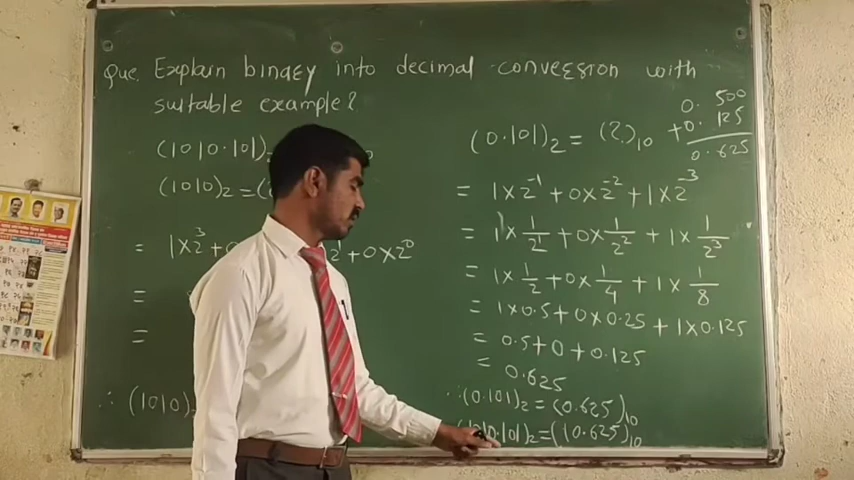 Que. Explain binary into decimal conversion with
suitable example?
(1010.101)
(1010)₂ = (
= 1×2³ + 0× 2¹ + 0×2⁰
=
=
∴ (1010)₂
0.500
+0.125
0.625
(0.101)₂ = (?)₁₀
= 1×2⁻¹ + 0×2⁻² + 1×2⁻³
= 1×1/2¹ + 0×1/2² + 1×1/2³
= 1×1/2 + 0×1/4 + 1×1/8
= 1×0.5 + 0×0.25 + 1×0.125
= 0.5 + 0 + 0.125
= 0.625
∴ (0.101)₂ = (0.625)₁₀
(1010.101)₂ = (10.625)₁₀